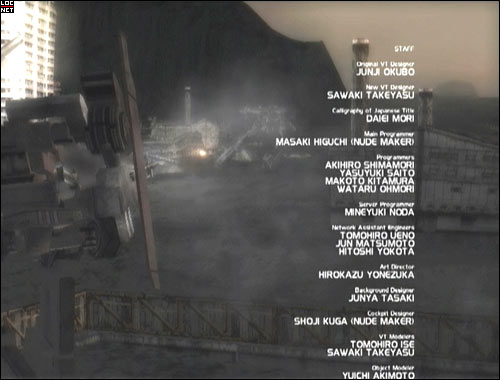 LOC
NET
STAFF
Original VT Designer
JUNJI OKUBO
New VT Designer
SAWAKI TAKEYASU
Calligraphy of Japanese Title
DAIEI MORI
Main Programmer
MASAKI HIGUCHI (NUDE MAKER)
Programmers
AKIHIRO SHIMAMORI
YASUYUKI SAITO
MAKOTO KITAMURA
WATARU OHMORI
Server Programmer
MINEYUKI NODA
Network Assistant Engineers
TOMOHIRO UENO
JUN MATSUMOTO
HITOSHI YOKOTA
Art Director
HIROKAZU YONEZUKA
Background Designer
JUNYA TASAKI
Cockpit Designer
SHOJI KUGA (NUDE MAKER)
VT Modelers
TOMOHIRO ISE
SAWAKI TAKEYASU
Object Modeler
YUICHI AKIMOTO